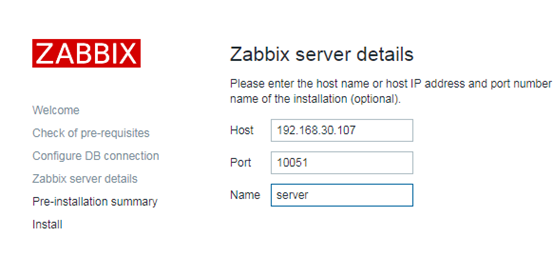 ZABBIX
Welcome
Check of pre-requisites
Configure DB connection
Zabbix server details
Pre-installation summary
Install
Zabbix server details
Please enter the host name or host IP address and port number
name of the installation (optional).
Host 192.168.30.107
Port 10051
Name server